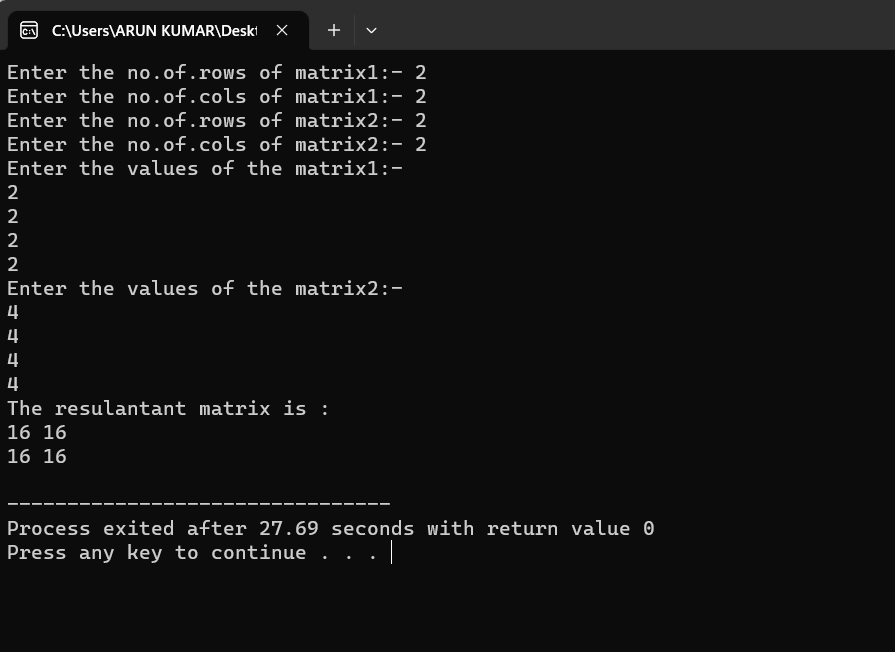 C:\Users\ARUN KUMAR\Desk
Enter the no.of.rows of matrix1:- 2
Enter the no.of.cols of matrix1:- 2
Enter the no.of.rows of matrix2:- 2
Enter the no.of.cols of matrix2:- 2
Enter the values of the matrix1:-
2
2
2
2
Enter the values of the matrix2:-
4
4
4
4
The resulantant matrix is :
16 16
16 16
--------------------------------
Process exited after 27.69 seconds with return value 0
Press any key to continue . . .